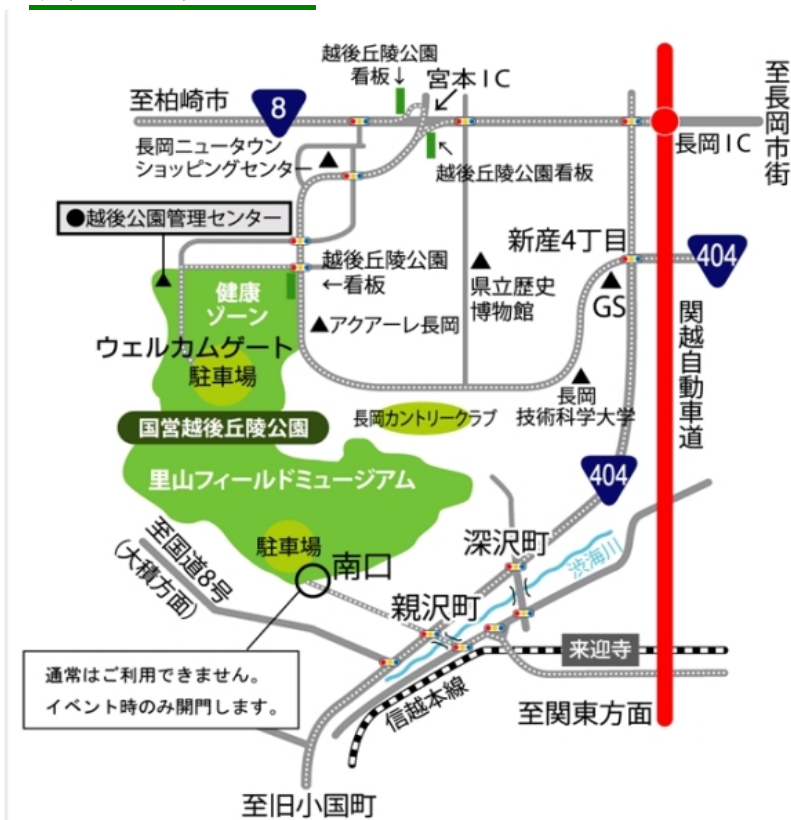 越後丘陵公園
看板↓
宮本IC
至柏崎市
8
至長岡市街
長岡ニュータウン
ショッピングセンター
長岡IC
越後丘陵公園看板
●越後公園管理センター
新産4丁目
404
越後丘陵公園
←看板
県立歴史
博物館
GS
健康
ゾーン
アクアーレ長岡
関越自動車道
ウェルカムゲート
駐車場
長岡
技術科学大学
長岡カントリークラブ
国営越後丘陵公園
里山フィールドミュージアム
404
至国道8号
(大積方面)
駐車場
南口
深沢町
渋海川
親沢町
来迎寺
通常はご利用できません。
イベント時のみ開門します。
信越本線
至関東方面
至旧小国町